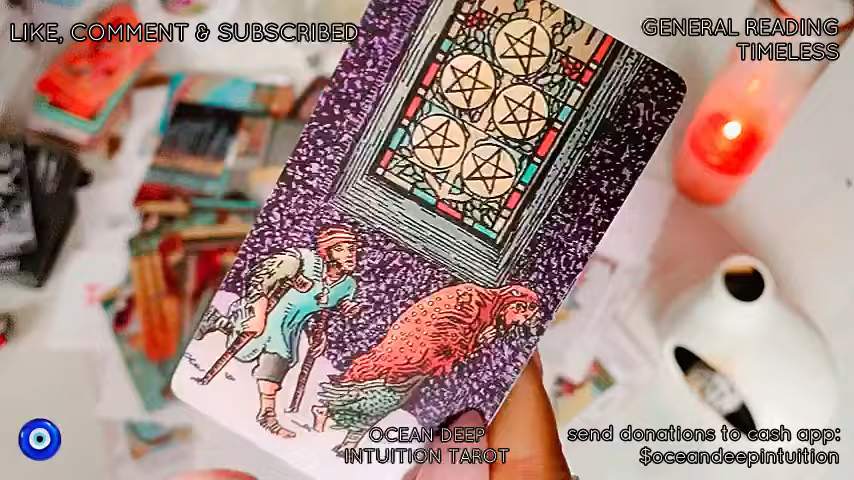 LIKE, COMMENT & SUBSCRIBED
GENERAL READING
TIMELESS
OCEAN DEEP
INTUITION TAROT
send donations to cash app:
$oceandeepintuition